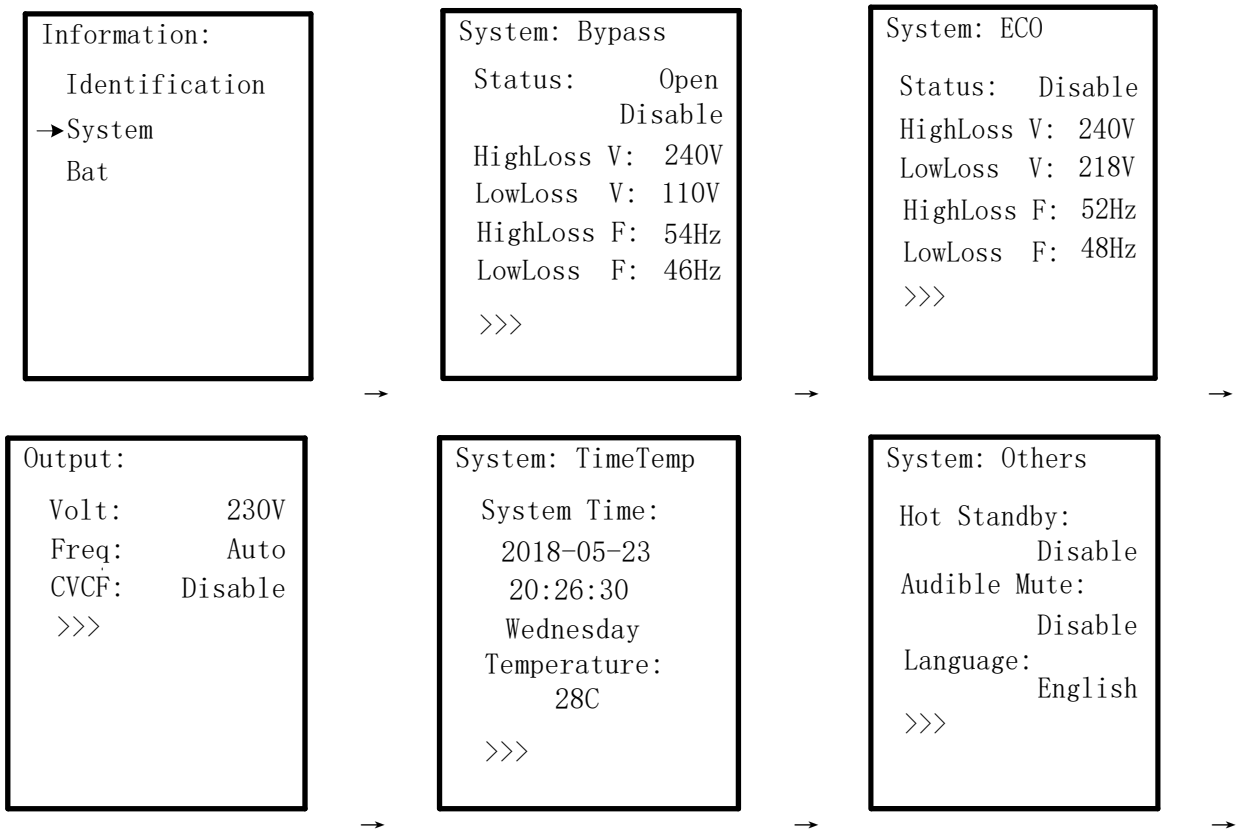 Information:
Identification
→System
Bat
System: Bypass
Status: Open
Disable
HighLoss V: 240V
LowLoss V: 110V
HighLoss F: 54Hz
LowLoss F: 46Hz
>>>
System: ECO
Status: Disable
HighLoss V: 240V
LowLoss V: 218V
HighLoss F: 52Hz
LowLoss F: 48Hz
>>>
Output:
Volt: 230V
Freq: Auto
CVCF: Disable
>>>
System: TimeTemp
System Time:
2018-05-23
20:26:30
Wednesday
Temperature:
28C
>>>
System: Others
Hot Standby:
Disable
Audible Mute:
Disable
Language:
English
>>>